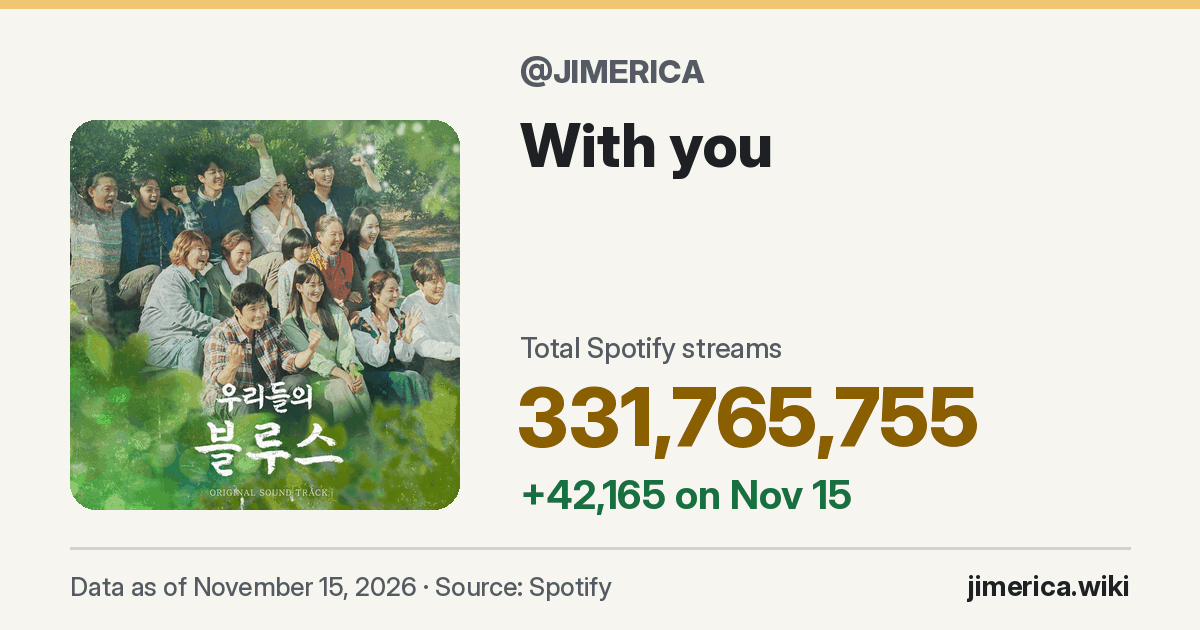 @JIMERICA
With you
우리들의
블루스
ORIGINAL SOUND TRACK
Total Spotify streams
331,765,755
+42,165 on Nov 15
Data as of November 15, 2026 · Source: Spotify
jimerica.wiki